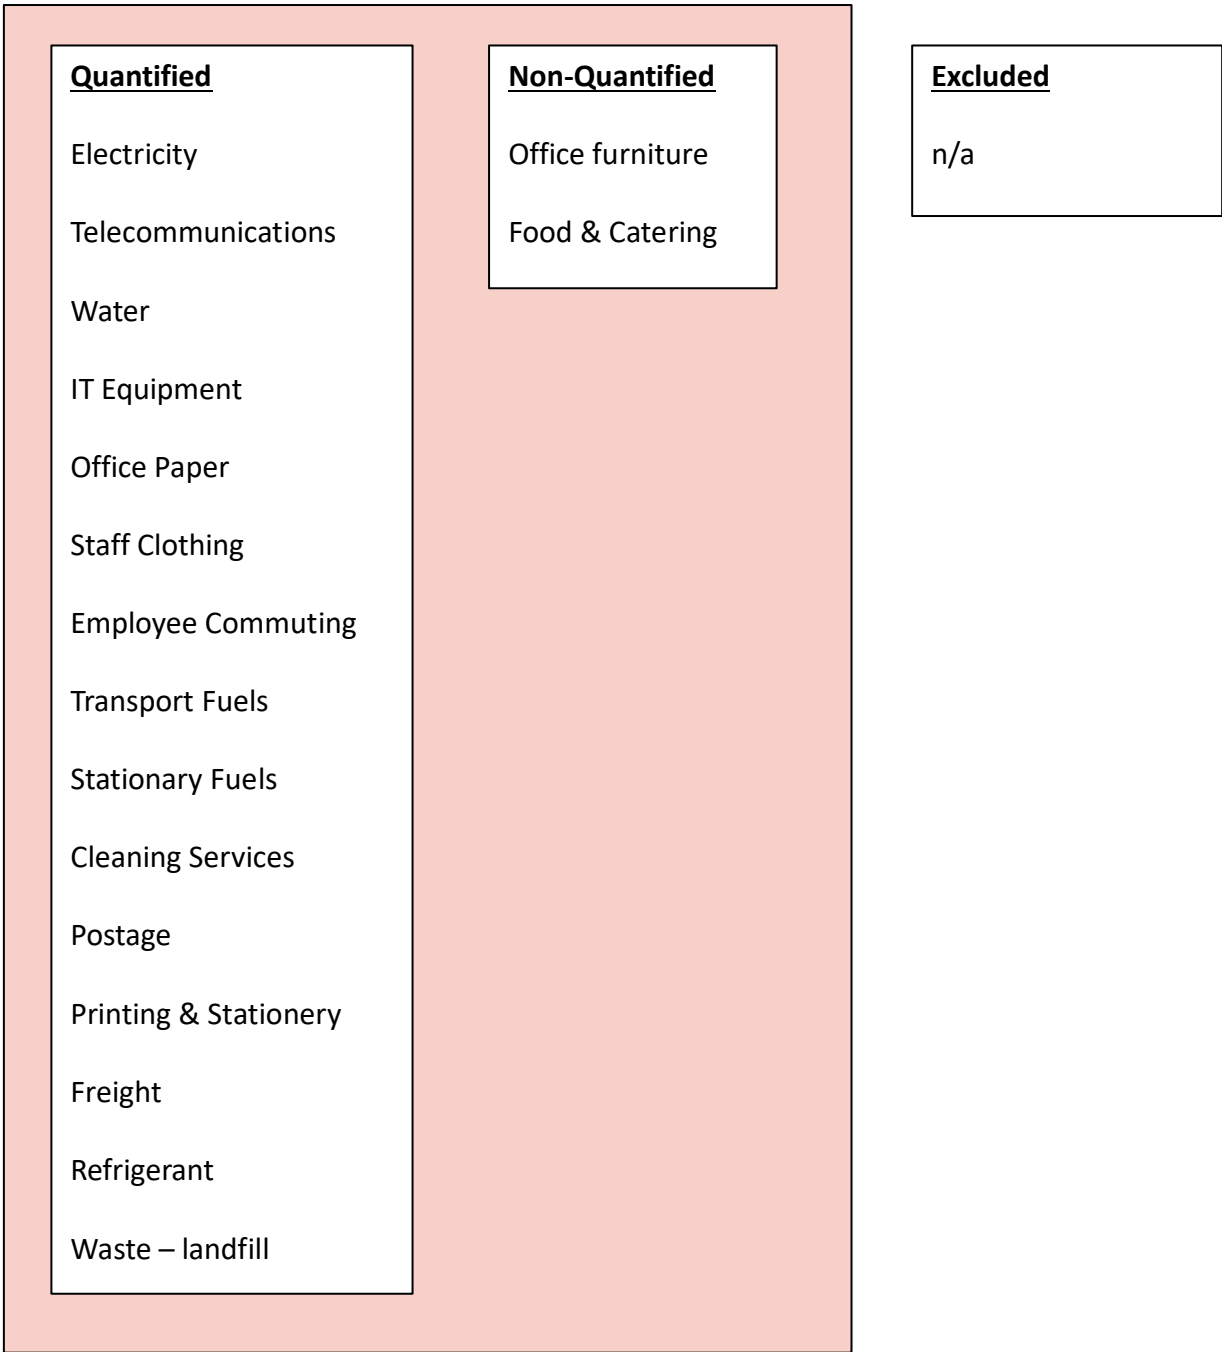 Quantified
Electricity
Telecommunications
Water
IT Equipment
Office Paper
Staff Clothing
Employee Commuting
Transport Fuels
Stationary Fuels
Cleaning Services
Postage
Printing & Stationery
Freight
Refrigerant
Waste – landfill
Non-Quantified
Office furniture
Food & Catering
Excluded
n/a